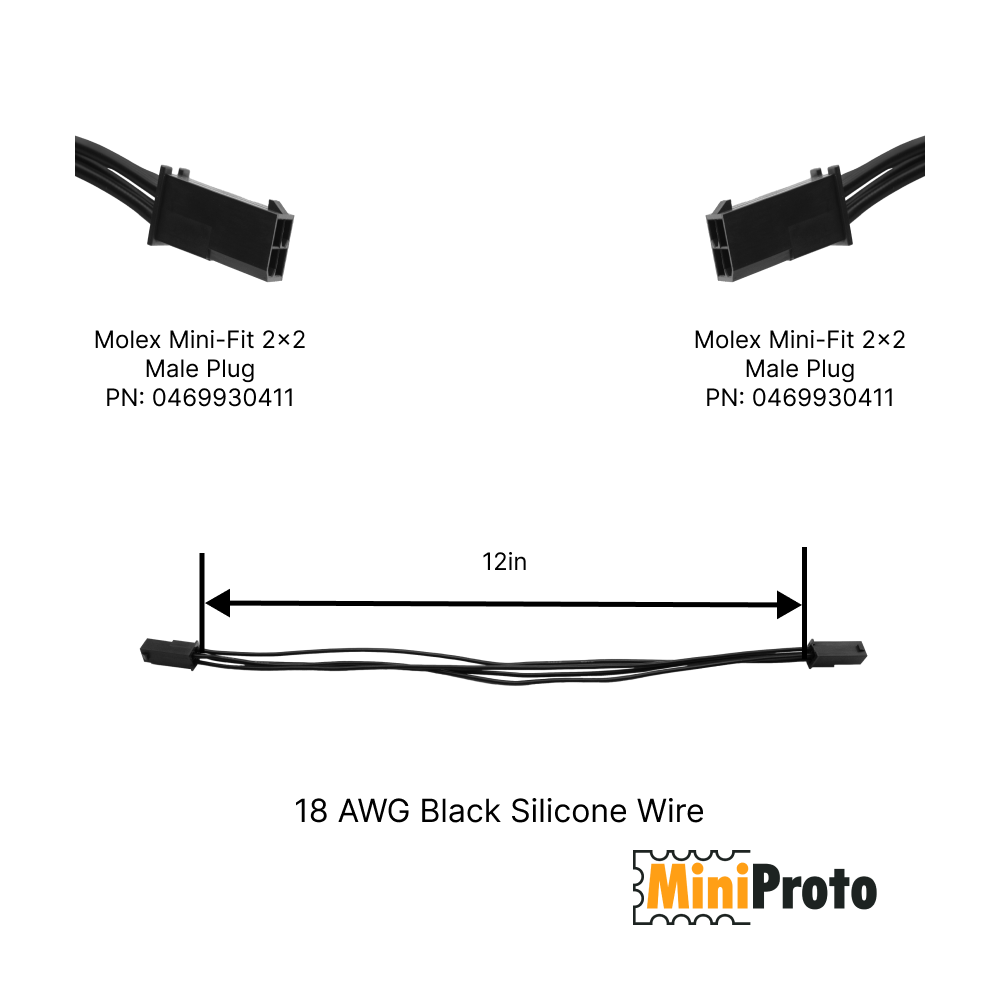 Molex Mini-Fit 2×2
Male Plug
PN: 0469930411
Molex Mini-Fit 2×2
Male Plug
PN: 0469930411
12in
18 AWG Black Silicone Wire
MiniProto